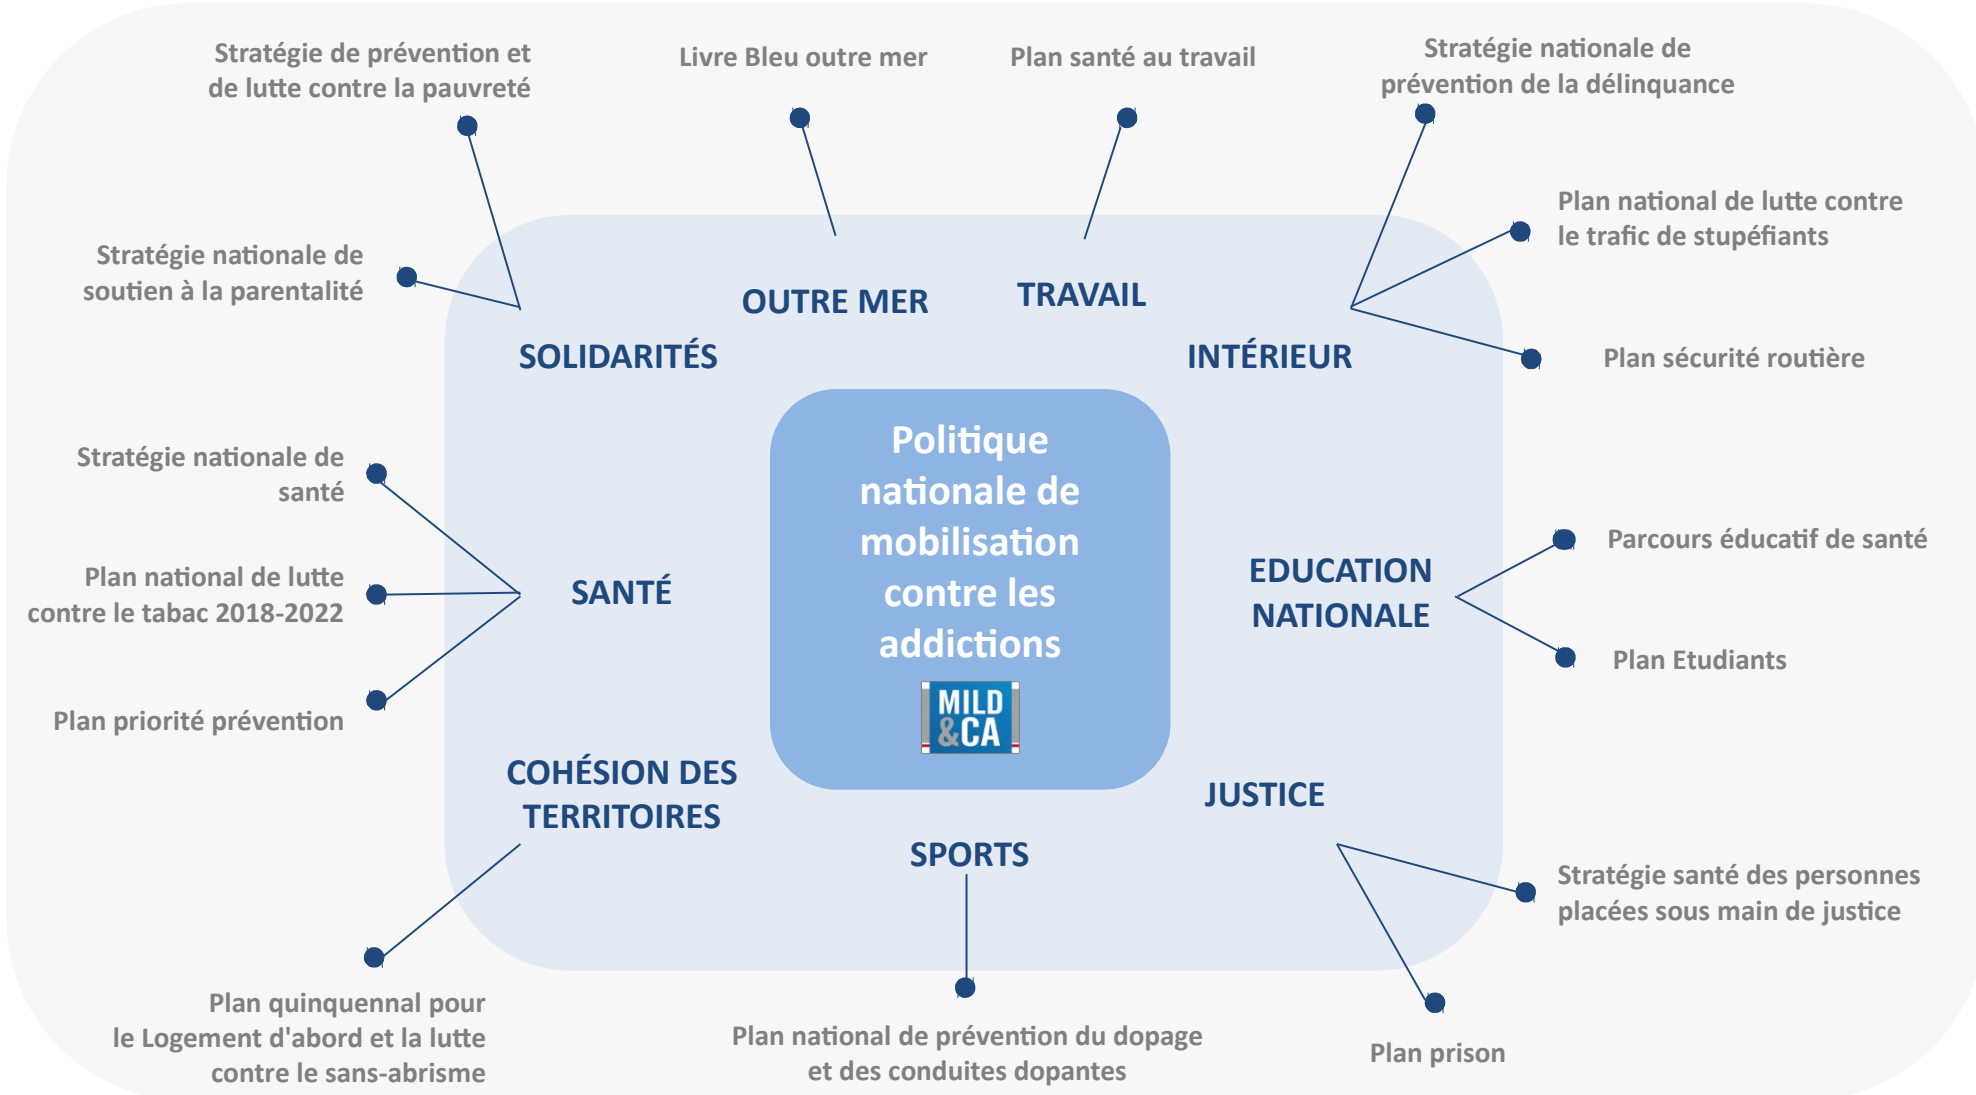 Stratégie de prévention et
de lutte contre la pauvreté
Livre Bleu outre mer
Plan santé au travail
Stratégie nationale de
prévention de la délinquance
Plan national de lutte contre
le trafic de stupéfiants
Stratégie nationale de
soutien à la parentalité
OUTRE MER
TRAVAIL
SOLIDARITÉS
INTÉRIEUR
Plan sécurité routière
Politique
nationale de
mobilisation
contre les
addictions
MILD
&CA
Stratégie nationale de
santé
Plan national de lutte
contre le tabac 2018-2022
Plan priorité prévention
SANTÉ
EDUCATION
NATIONALE
Parcours éducatif de santé
Plan Etudiants
COHÉSION DES
TERRITOIRES
JUSTICE
SPORTS
Stratégie santé des personnes
placées sous main de justice
Plan quinquennal pour
le Logement d'abord et la lutte
contre le sans-abrisme
Plan national de prévention du dopage
et des conduites dopantes
Plan prison